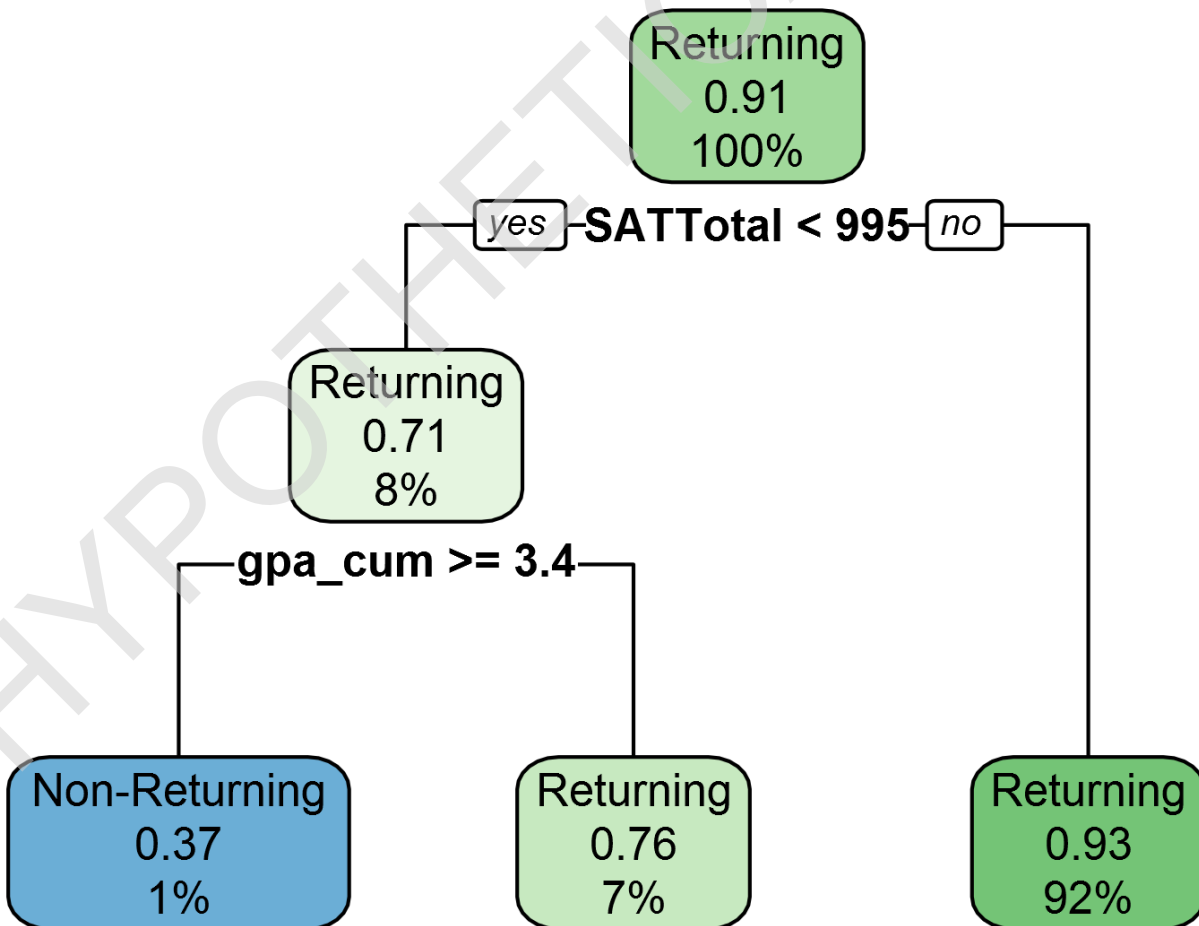 Returning
0.91
100%
yes SATTotal < 995 no
Returning
0.71
8%
gpa_cum >= 3.4
Non-Returning
0.37
1%
Returning
0.76
7%
Returning
0.93
92%